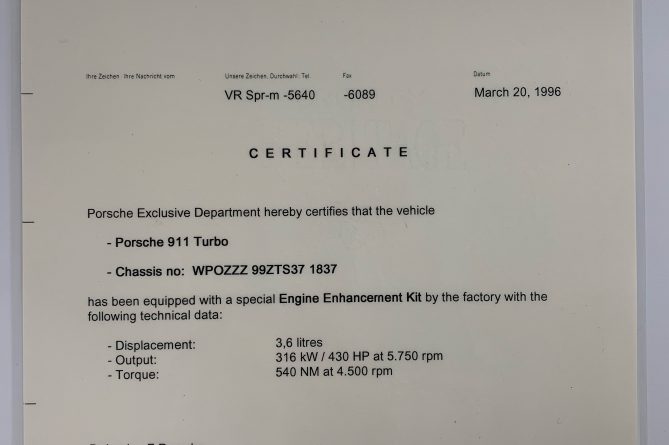 Ihre Zeichen Ihre Nachricht vom Unsere Zeichen, Durchwahl: Tel. Fax Datum
VR Spr-m -5640 -6089 March 20, 1996
CERTIFICATE
Porsche Exclusive Department hereby certifies that the vehicle
- Porsche 911 Turbo
- Chassis no: WPOZZZ 99ZTS37 1837
has been equipped with a special Engine Enhancement Kit by the factory with the
following technical data:
- Displacement: 3,6 litres
- Output: 316 kW / 430 HP at 5.750 rpm
- Torque: 540 NM at 4.500 rpm